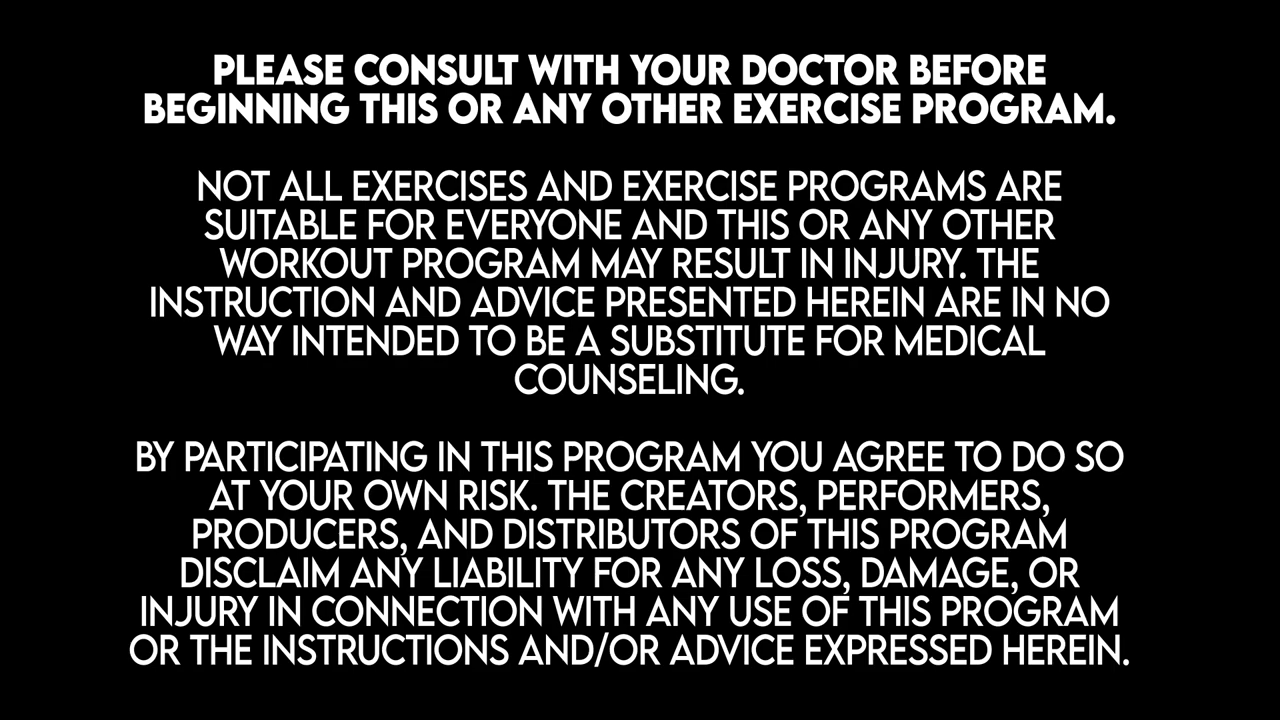 PLEASE CONSULT WITH YOUR DOCTOR BEFORE
BEGINNING THIS OR ANY OTHER EXERCISE PROGRAM.
NOT ALL EXERCISES AND EXERCISE PROGRAMS ARE
SUITABLE FOR EVERYONE AND THIS OR ANY OTHER
WORKOUT PROGRAM MAY RESULT IN INJURY. THE
INSTRUCTION AND ADVICE PRESENTED HEREIN ARE IN NO
WAY INTENDED TO BE A SUBSTITUTE FOR MEDICAL
COUNSELING.
BY PARTICIPATING IN THIS PROGRAM YOU AGREE TO DO SO
AT YOUR OWN RISK. THE CREATORS, PERFORMERS,
PRODUCERS, AND DISTRIBUTORS OF THIS PROGRAM
DISCLAIM ANY LIABILITY FOR ANY LOSS, DAMAGE, OR
INJURY IN CONNECTION WITH ANY USE OF THIS PROGRAM
OR THE INSTRUCTIONS AND/OR ADVICE EXPRESSED HEREIN.